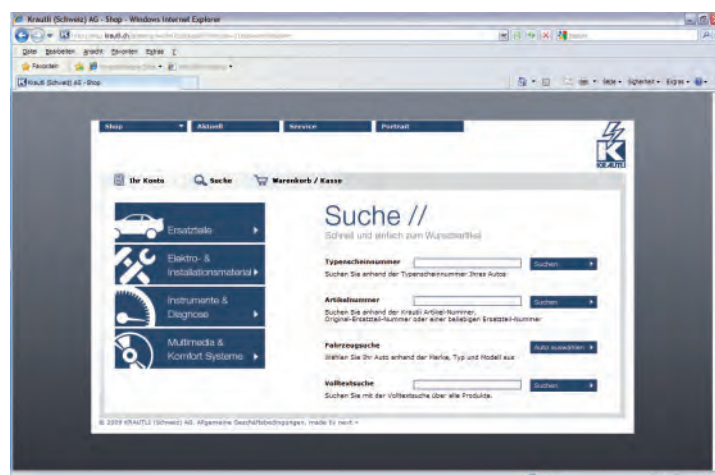 Krautli (Schweiz) AG - Shop - Windows Internet Explorer
krautli.ch
Datei Bearbeiten Ansicht Favoriten Extras ?
Favoriten
Krautli (Schweiz) AG - Shop
Seite Sicherheit Extras
Shop Aktuell Service Portrait
KRAUTLI
Ihr Konto Suche Warenkorb / Kasse
Ersatzteile
Elektro- &
Installationsmaterial
Instrumente &
Diagnose
Multimedia &
Komfort Systeme
Suche //
Schnell und einfach zum Wunschartikel
Typenscheinnummer Suchen
Suchen Sie anhand der Typenscheinnummer Ihres Autos
Artikelnummer Suchen
Suchen Sie anhand der Krautli Artikel-Nummer,
Original-Ersatzteil-Nummer oder einer beliebigen Ersatzteil-Nummer
Fahrzeugsuche Auto auswählen
Wählen Sie Ihr Auto anhand der Marke, Typ und Modell aus
Volltextsuche Suchen
Suchen Sie mit der Volltextsuche über alle Produkte.
© 2009 KRAUTLI (Schweiz) AG. Allgemeine Geschäftsbedingungen, made by next »